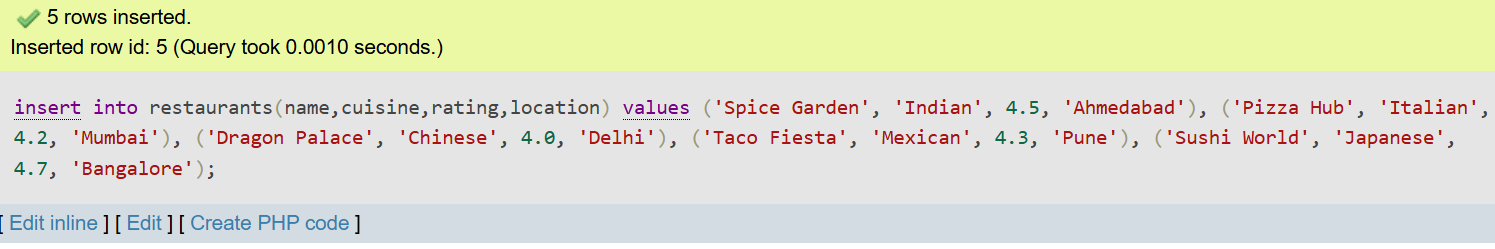 5 rows inserted.
Inserted row id: 5 (Query took 0.0010 seconds.)
insert into restaurants(name,cuisine,rating,location) values ('Spice Garden', 'Indian', 4.5, 'Ahmedabad'), ('Pizza Hub', 'Italian',
4.2, 'Mumbai'), ('Dragon Palace', 'Chinese', 4.0, 'Delhi'), ('Taco Fiesta', 'Mexican', 4.3, 'Pune'), ('Sushi World', 'Japanese',
4.7, 'Bangalore');
[ Edit inline ] [ Edit ] [ Create PHP code ]